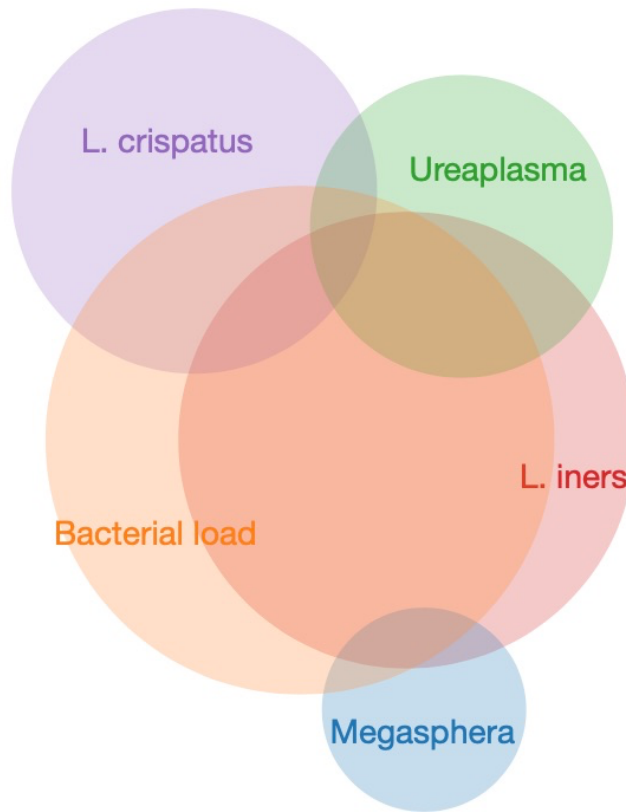 L. crispatus
Ureaplasma
L. iners
Bacterial load
Megasphera